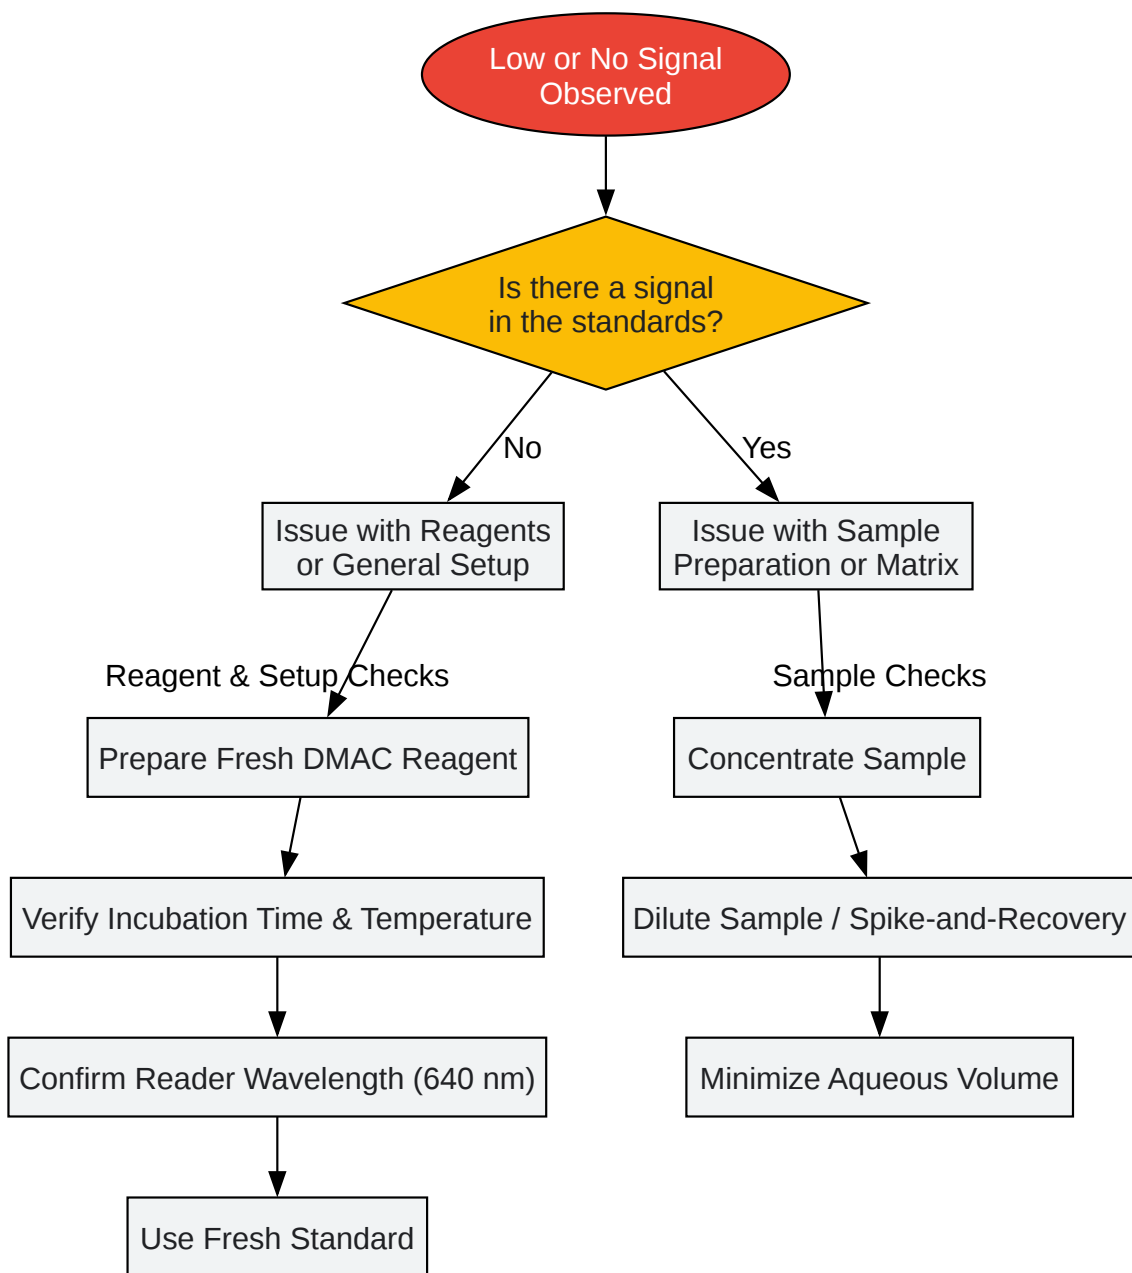 Low or No Signal
Observed
Is there a signal
in the standards?
No
Yes
Issue with Reagents
or General Setup
Issue with Sample
Preparation or Matrix
Reagent & Setup Checks
Sample Checks
Prepare Fresh DMAC Reagent
Concentrate Sample
Verify Incubation Time & Temperature
Dilute Sample / Spike-and-Recovery
Confirm Reader Wavelength (640 nm)
Minimize Aqueous Volume
Use Fresh Standard